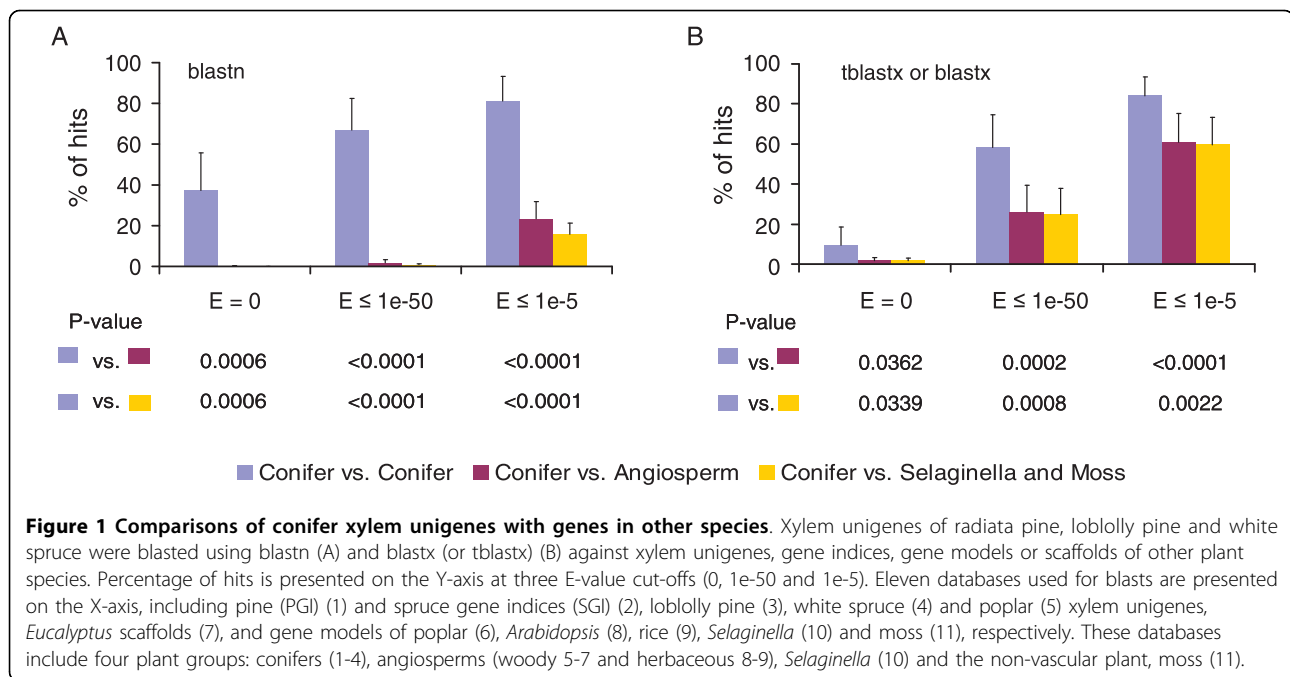 A
100
80
60
40
20
0
% of hits
blastn
E = 0
E ≤ 1e-50
E ≤ 1e-5
P-value
vs.
0.0006
<0.0001
<0.0001
vs.
0.0006
<0.0001
<0.0001
B
100
80
60
40
20
0
% of hits
tblastx or blastx
E = 0
E ≤ 1e-50
E ≤ 1e-5
P-value
vs.
0.0362
0.0002
<0.0001
vs.
0.0339
0.0008
0.0022
Conifer vs. Conifer
Conifer vs. Angiosperm
Conifer vs. Selaginella and Moss
Figure 1 Comparisons of conifer xylem unigenes with genes in other species. Xylem unigenes of radiata pine, loblolly pine and white
spruce were blasted using blastn (A) and blastx (or tblastx) (B) against xylem unigenes, gene indices, gene models or scaffolds of other plant
species. Percentage of hits is presented on the Y-axis at three E-value cut-offs (0, 1e-50 and 1e-5). Eleven databases used for blasts are presented
on the X-axis, including pine (PGI) (1) and spruce gene indices (SGI) (2), loblolly pine (3), white spruce (4) and poplar (5) xylem unigenes,
Eucalyptus scaffolds (7), and gene models of poplar (6), Arabidopsis (8), rice (9), Selaginella (10) and moss (11), respectively. These databases
include four plant groups: conifers (1-4), angiosperms (woody 5-7 and herbaceous 8-9), Selaginella (10) and the non-vascular plant, moss (11).